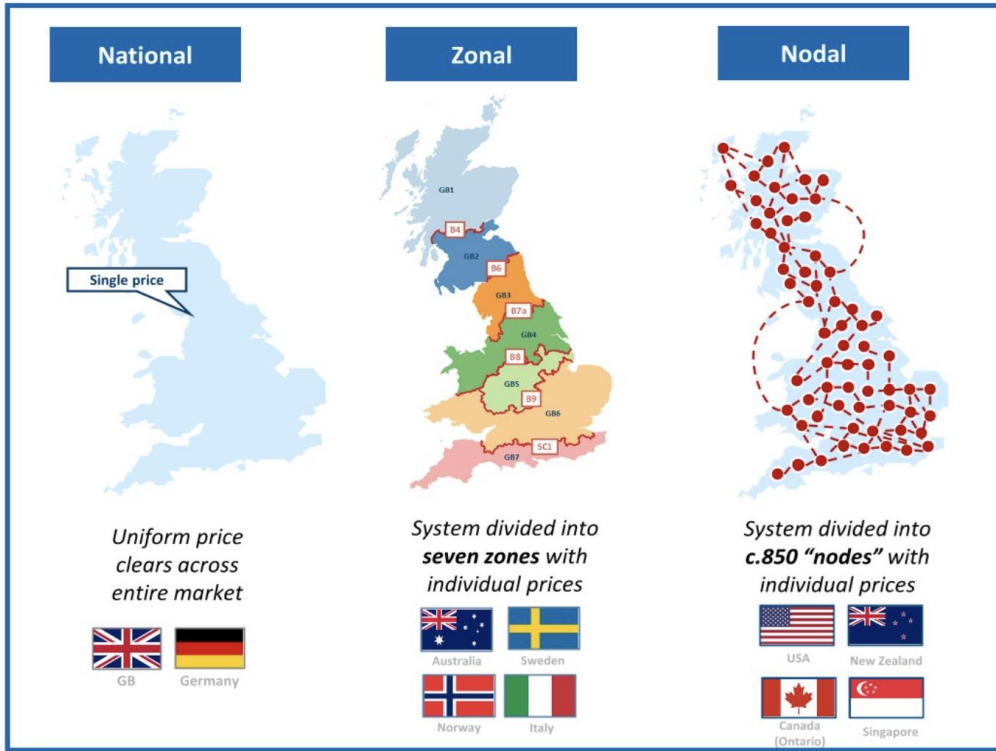 National
Single price
Uniform price
clears across
entire market
GB
Germany
Zonal
GB1
B4
GB2
B6
GB3
B7a
GB4
B8
GB5
B9
GB6
SC1
GB7
System divided into
seven zones with
individual prices
Australia
Sweden
Norway
Italy
Nodal
System divided into
c.850 “nodes” with
individual prices
USA
New Zealand
Canada
(Ontario)
Singapore